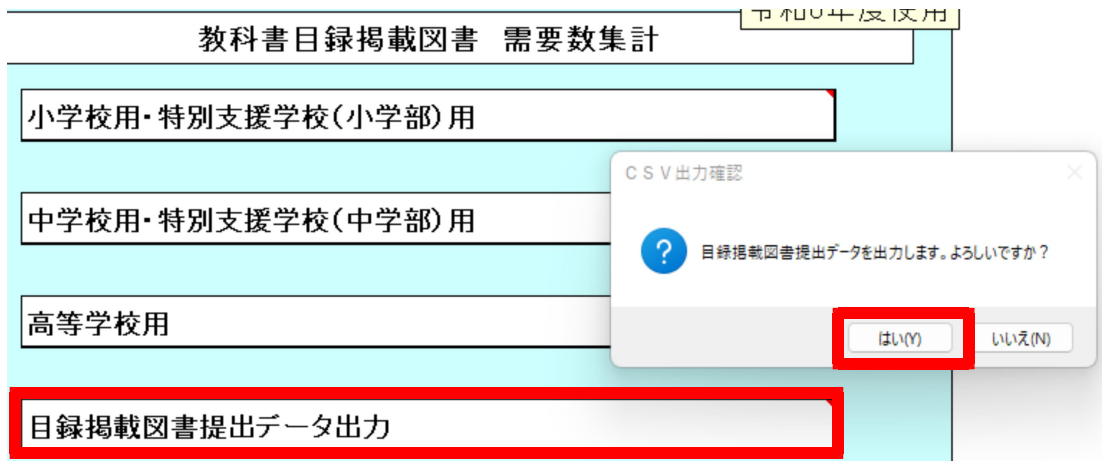 教科書目録掲載図書 需要数集計
小学校用・特別支援学校(小学部)用
中学校用・特別支援学校(中学部)用
高等学校用
目録掲載図書提出データ出力
ＣＳＶ出力確認
目録掲載図書提出データを出力します。よろしいですか？
はい(Y)
いいえ(N)